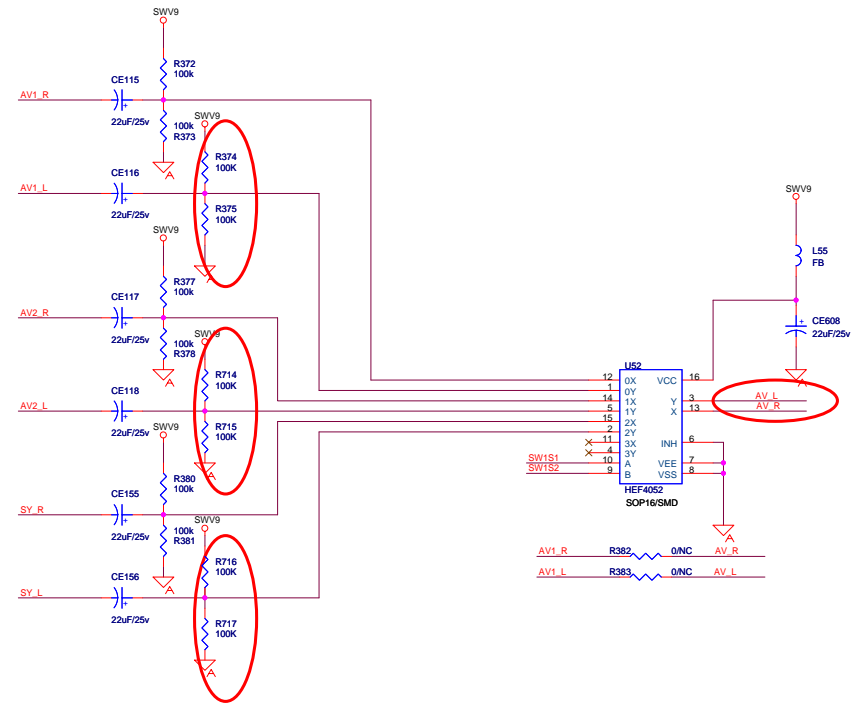 SWV9
R372
100k
CE115
AV1_R
22uF/25v
100k
R373
SWV9
A
R374
100K
CE116
AV1_L
22uF/25v
R375
100K
SWV9
A
R377
100k
CE117
AV2_R
22uF/25v
100k
R378
SWV9
A
R714
100K
CE118
AV2_L
22uF/25v
R715
100K
SWV9
A
R380
100k
CE155
SY_R
22uF/25v
100k
R381
SWV9
A
R716
100K
CE156
SY_L
22uF/25v
R717
100K
A
SWV9
L55
FB
CE608
22uF/25v
A
U52
12 0X VCC 16
1 0Y
14 1X Y 3 AV_L
5 1Y X 13 AV_R
15 2X
2 2Y
11 3X INH 6
4 3Y
SW1S1 10 A VEE 7
SW1S2 9 B VSS 8
HEF4052
SOP16/SMD
A
AV1_R R382 0/NC AV_R
AV1_L R383 0/NC AV_L